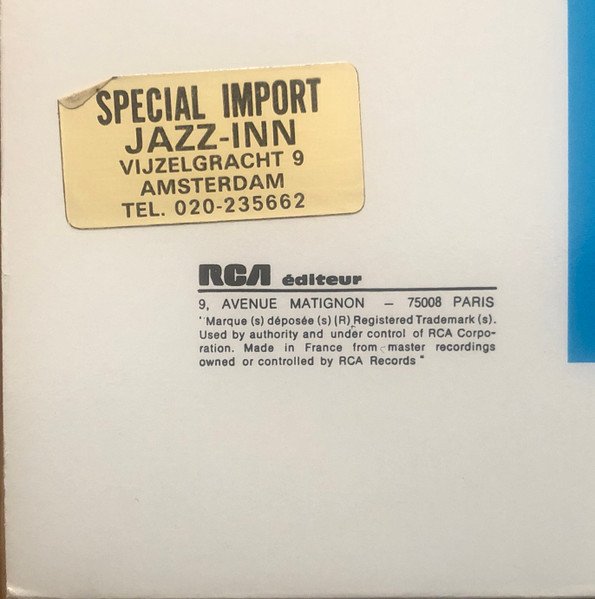 SPECIAL IMPORT
JAZZ-INN
VIJZELGRACHT 9
AMSTERDAM
TEL. 020-235662
RCA éditeur
9, AVENUE MATIGNON – 75008 PARIS
"Marque (s) déposée (s) (R) Registered Trademark (s).
Used by authority and under control of RCA Corpo-
ration. Made in France from master recordings
owned or controlled by RCA Records"